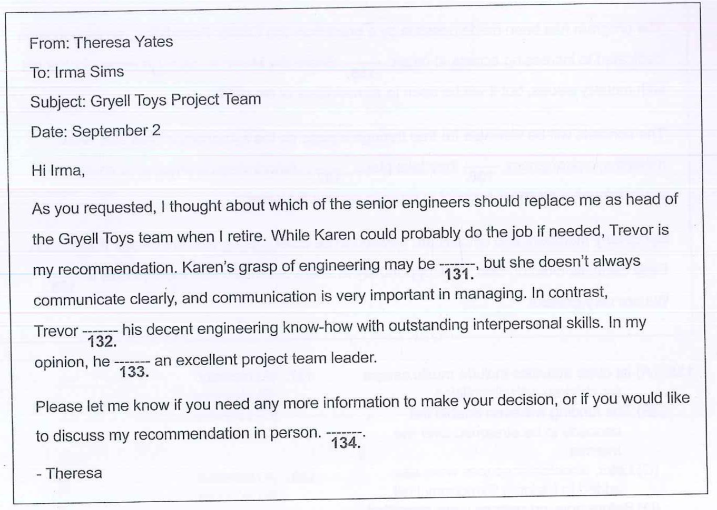 From: Theresa Yates
To: Irma Sims
Subject: Gryell Toys Project Team
Date: September 2
Hi Irma,
As you requested, I thought about which of the senior engineers should replace me as head of
the Gryell Toys team when I retire. While Karen could probably do the job if needed, Trevor is
my recommendation. Karen's grasp of engineering may be -------, but she doesn't always
131.
communicate clearly, and communication is very important in managing. In contrast,
Trevor ------- his decent engineering know-how with outstanding interpersonal skills. In my
132.
opinion, he ------- an excellent project team leader.
133.
Please let me know if you need any more information to make your decision, or if you would like
to discuss my recommendation in person. -------.
134.
- Theresa